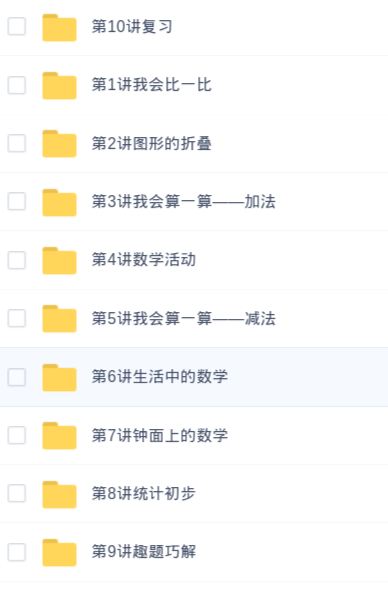 第10讲复习
第1讲我会比一比
第2讲图形的折叠
第3讲我会算一算——加法
第4讲数学活动
第5讲我会算一算——减法
第6讲生活中的数学
第7讲钟面上的数学
第8讲统计初步
第9讲趣题巧解